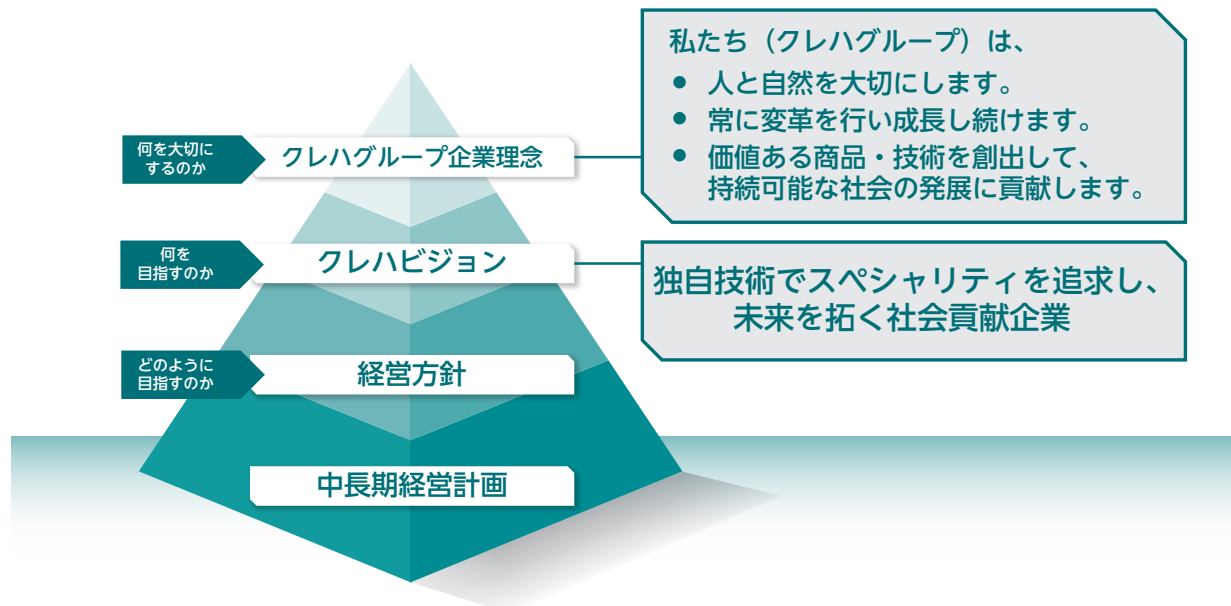 何を大切に
するのか
クレハグループ企業理念
私たち（クレハグループ）は、
● 人と自然を大切にします。
● 常に変革を行い成長し続けます。
● 価値ある商品・技術を創出して、
持続可能な社会の発展に貢献します。
何を
目指すのか
クレハビジョン
独自技術でスペシャリティを追求し、
未来を拓く社会貢献企業
どのように
目指すのか
経営方針
中長期経営計画